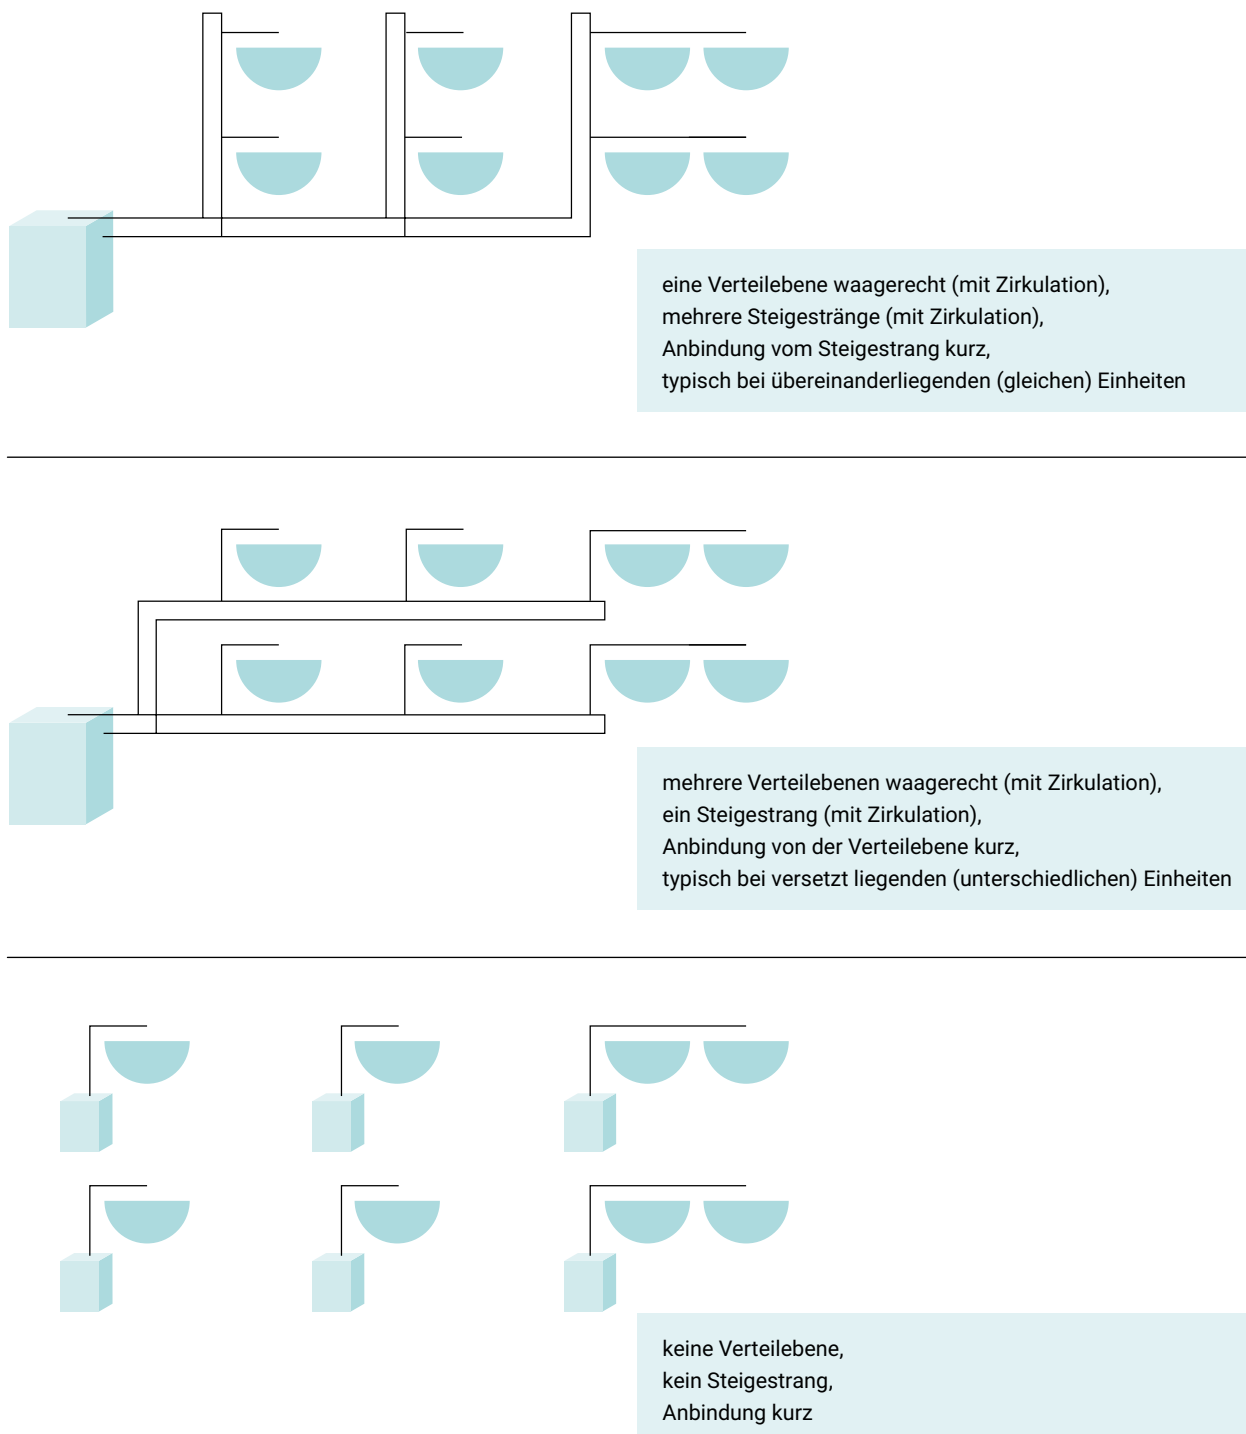 eine Verteilebene waagerecht (mit Zirkulation),
mehrere Steigestränge (mit Zirkulation),
Anbindung vom Steigestrang kurz,
typisch bei übereinanderliegenden (gleichen) Einheiten
mehrere Verteilebenen waagerecht (mit Zirkulation),
ein Steigestrang (mit Zirkulation),
Anbindung von der Verteilebene kurz,
typisch bei versetzt liegenden (unterschiedlichen) Einheiten
keine Verteilebene,
kein Steigestrang,
Anbindung kurz